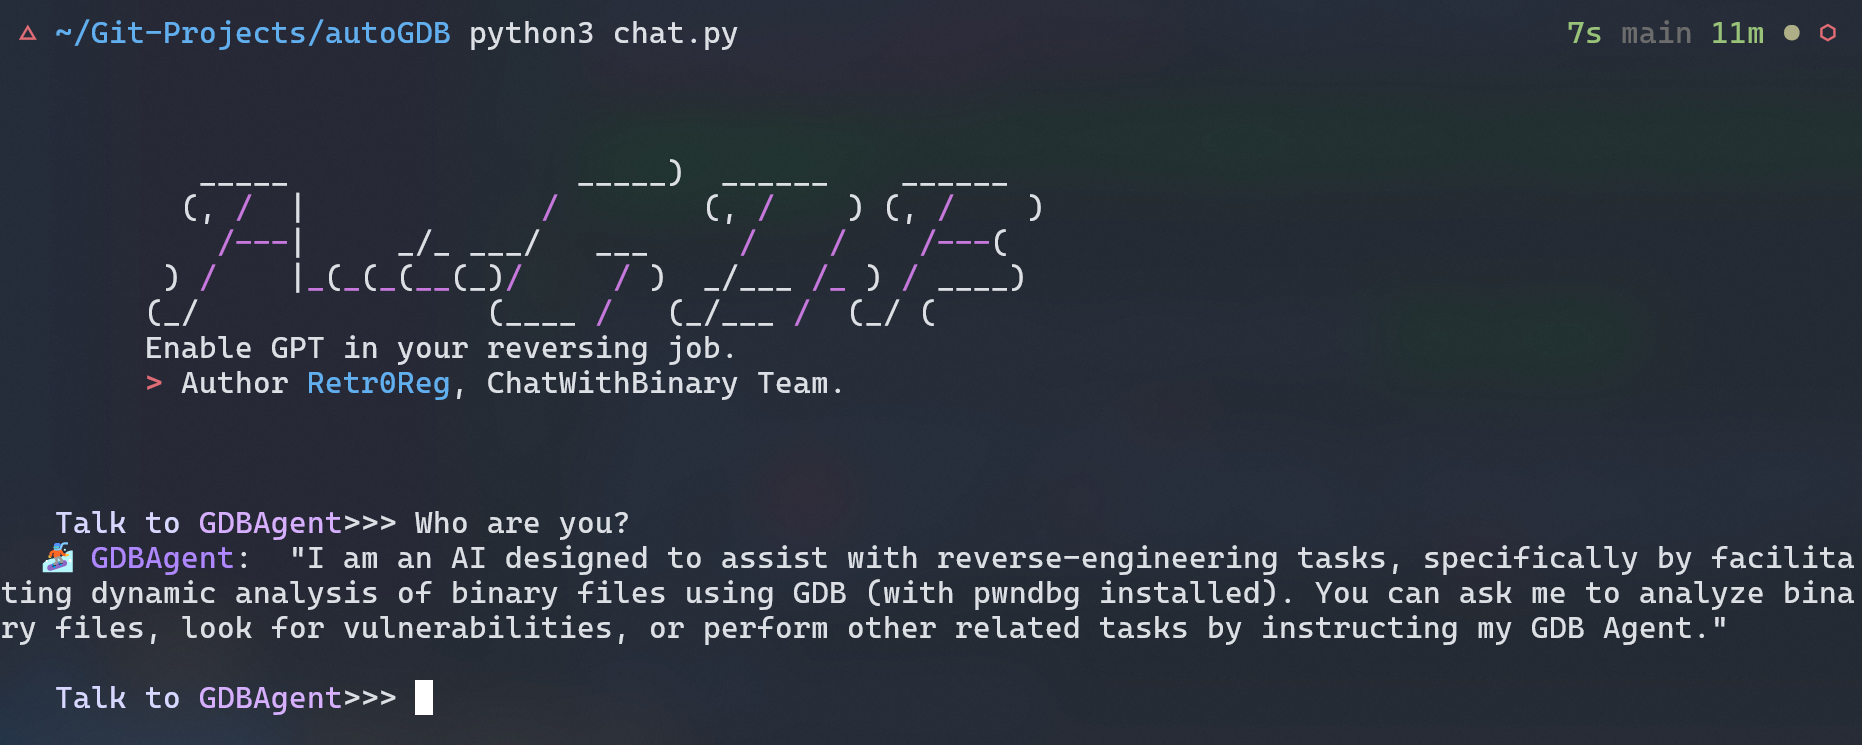 ~/Git-Projects/autoGDB python3 chat.py 7s main 11m
      _____                _____)  ______    ______
     (, /  |             /        (, /    ) (, /    )
       /---|     _/_ ___/   ___     /    /    /---(
    ) /    |_(_(_(__(_)/     / )  _/___ /_ ) / ____)
   (_/                (____ /   (_/___ /  (_/ (
Enable GPT in your reversing job.
> Author Retr0Reg, ChatWithBinary Team.
Talk to GDBAgent>>> Who are you?
🏂 GDBAgent:  "I am an AI designed to assist with reverse-engineering tasks, specifically by facilita
ting dynamic analysis of binary files using GDB (with pwndbg installed). You can ask me to analyze bina
ry files, look for vulnerabilities, or perform other related tasks by instructing my GDB Agent."
Talk to GDBAgent>>>